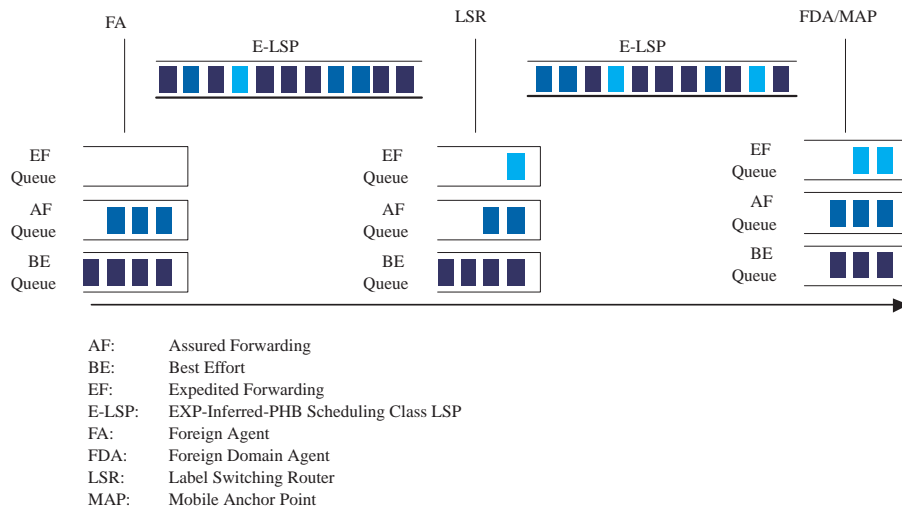 FA
LSR
FDA/MAP
E-LSP
E-LSP
EF
Queue
EF
Queue
EF
Queue
AF
Queue
AF
Queue
AF
Queue
BE
Queue
BE
Queue
BE
Queue
AF: Assured Forwarding
BE: Best Effort
EF: Expedited Forwarding
E-LSP: EXP-Inferred-PHB Scheduling Class LSP
FA: Foreign Agent
FDA: Foreign Domain Agent
LSR: Label Switching Router
MAP: Mobile Anchor Point